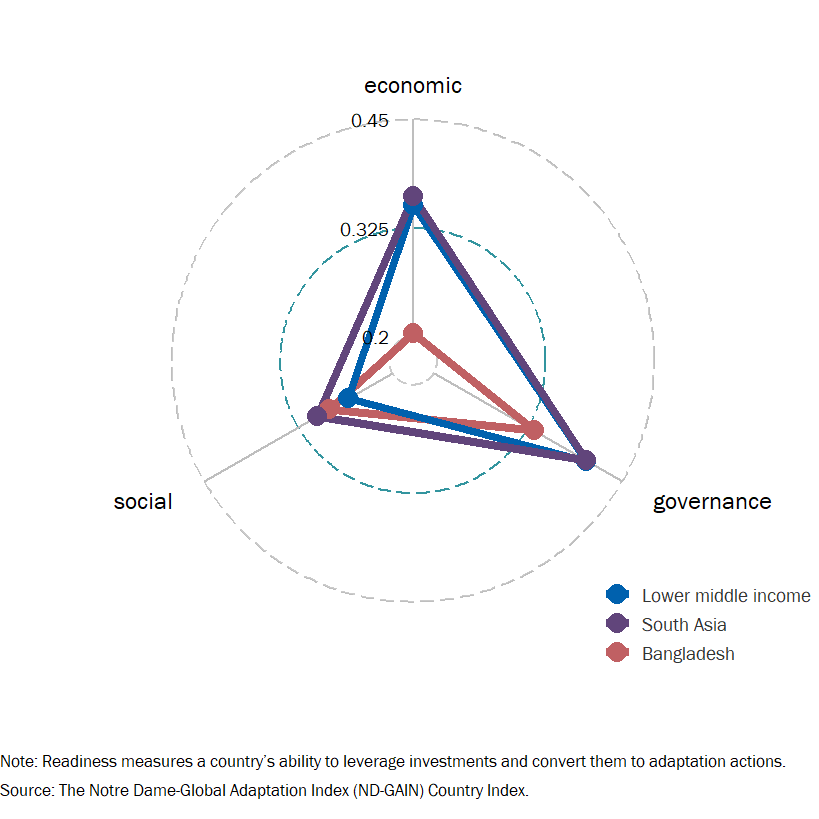 economic
0.45
0.325
0.2
social
governance
Lower middle income
South Asia
Bangladesh
Note: Readiness measures a country’s ability to leverage investments and convert them to adaptation actions.
Source: The Notre Dame-Global Adaptation Index (ND-GAIN) Country Index.